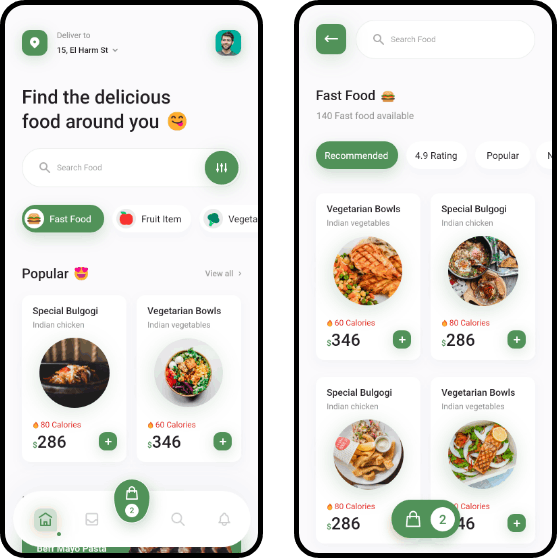 Deliver to
15, El Harm St
Find the delicious
food around you
Search Food
Fast Food
Fruit Item
Vegeta
Popular
View all
Special Bulgogi
Indian chicken
80 Calories
$286
+
Vegetarian Bowls
Indian vegetables
60 Calories
$346
+
2
Beff Mayo Pasta
Search Food
Fast Food
140 Fast food available
Recommended
4.9 Rating
Popular
N
Vegetarian Bowls
Indian vegetables
60 Calories
$346
+
Special Bulgogi
Indian chicken
80 Calories
$286
+
Special Bulgogi
Indian chicken
80 Calories
$286
Vegetarian Bowls
Indian vegetables
60 Calories
46
+
2